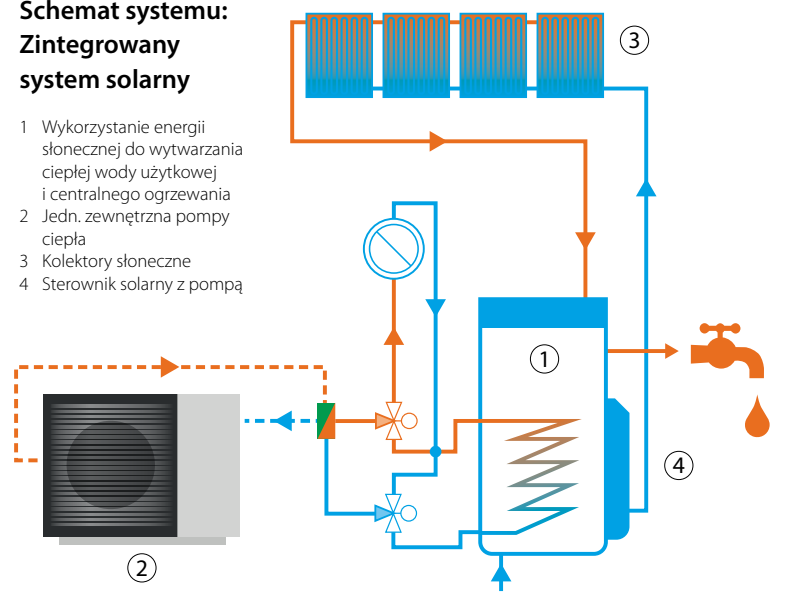 Schemat systemu:
Zintegrowany
system solarny
1 Wykorzystanie energii
słonecznej do wytwarzania
ciepłej wody użytkowej
i centralnego ogrzewania
2 Jedn. zewnętrzna pompy
ciepła
3 Kolektory słoneczne
4 Sterownik solarny z pompą
3
1
4
2